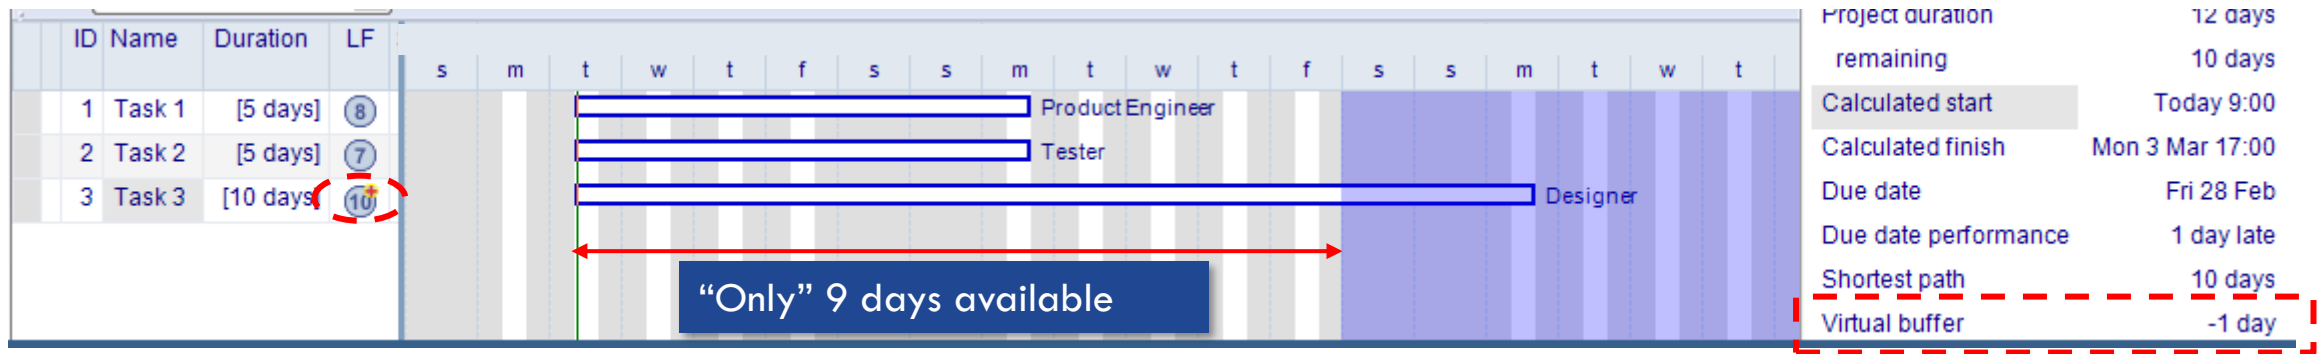 ID Name Duration LF
s m t w t f s s m t w t f s s m t w t
1 Task 1 [5 days] 8 Product Engineer
2 Task 2 [5 days] 7 Tester
3 Task 3 [10 days] 10 Designer
“Only” 9 days available
Project duration 12 days
remaining 10 days
Calculated start Today 9:00
Calculated finish Mon 3 Mar 17:00
Due date Fri 28 Feb
Due date performance 1 day late
Shortest path 10 days
Virtual buffer -1 day